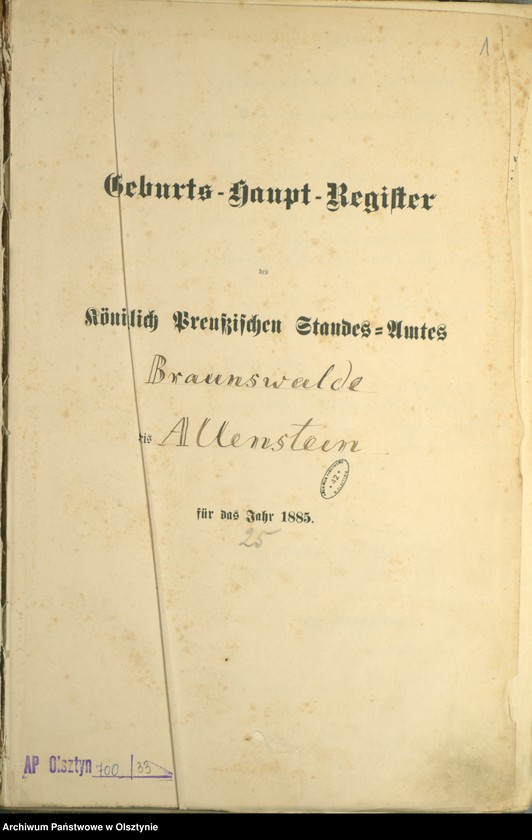 1
Geburts-Haupt-Register
des
Königlich Preußischen Standes-Amtes
Braunswalde
Kreis Allenstein
für das Jahr 1885.
25
AP Olsztyn 700/35
Archiwum Państwowe w Olsztynie